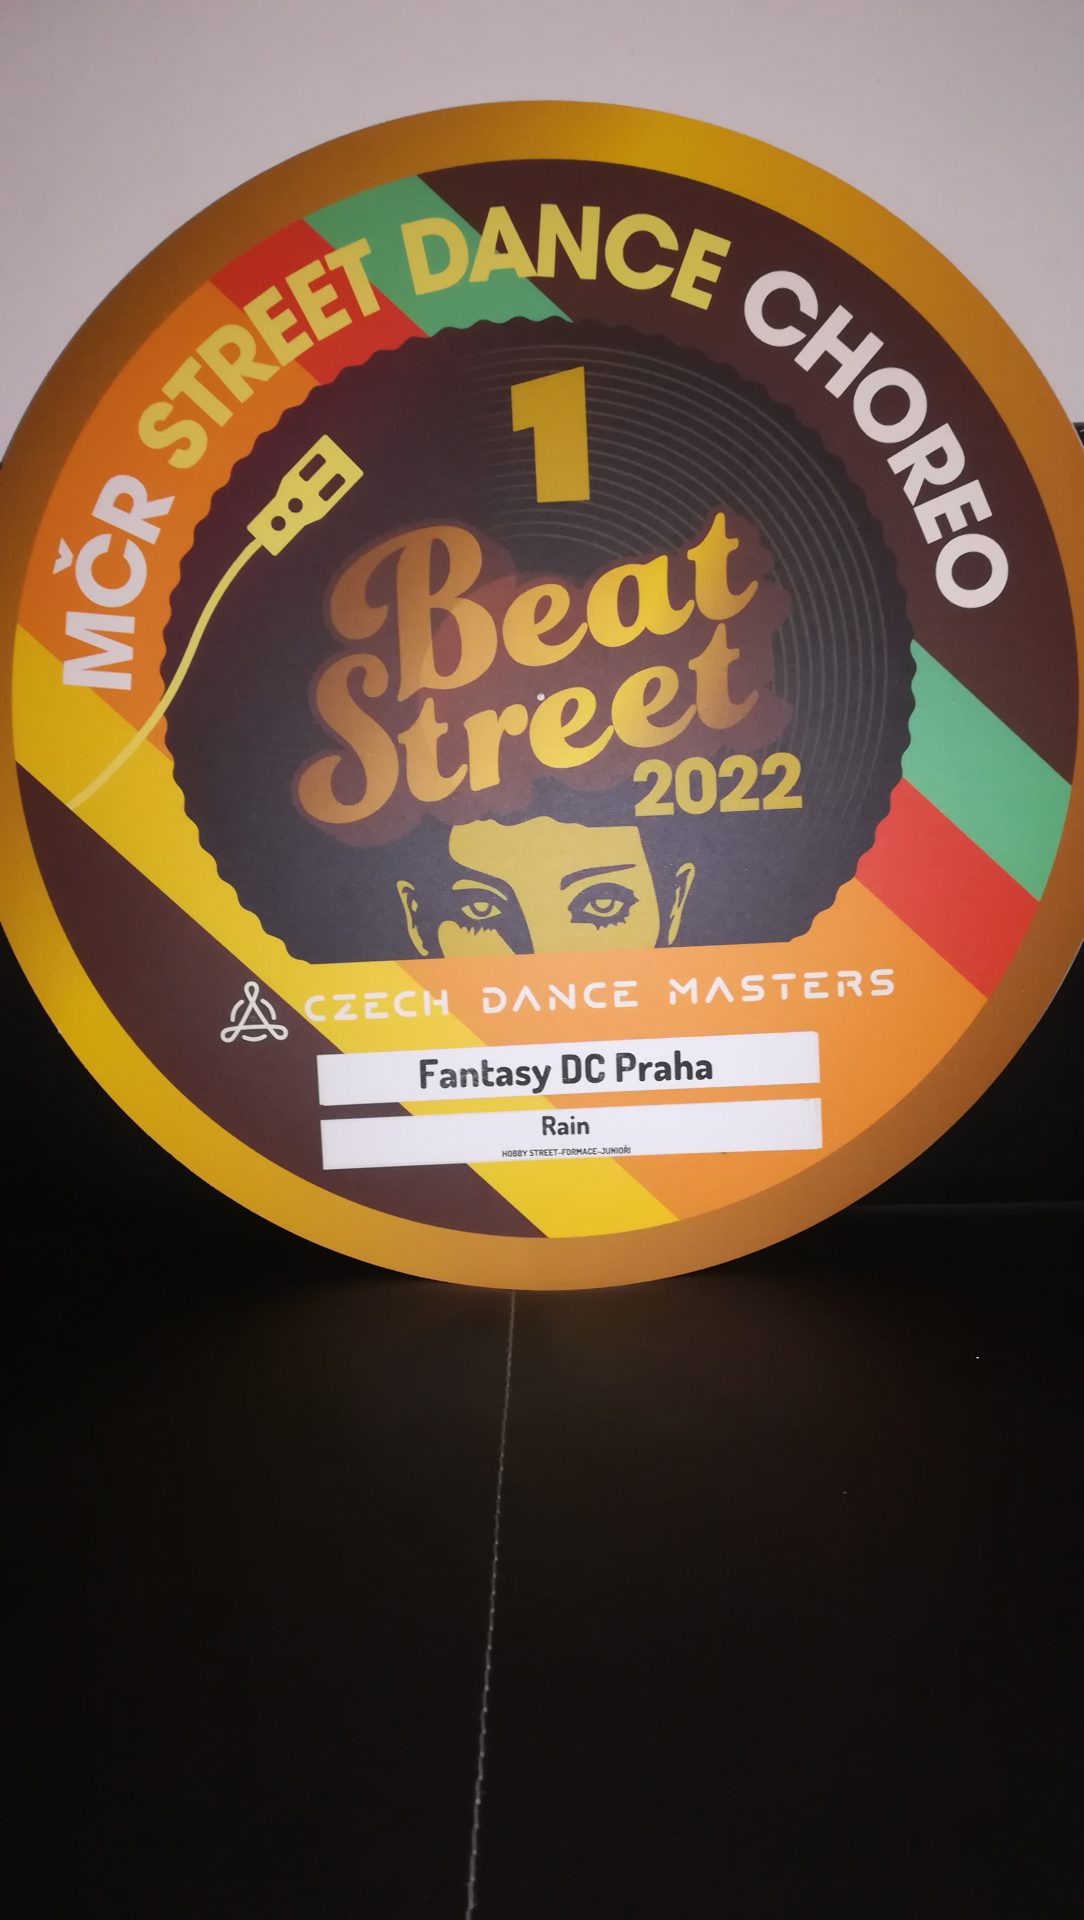 MČR STREET DANCE CHOREO
1
Beat
Street
2022
CZECH DANCE MASTERS
Fantasy DC Praha
Rain
HOBBY STREET-FORMACE-JUNIOŘI